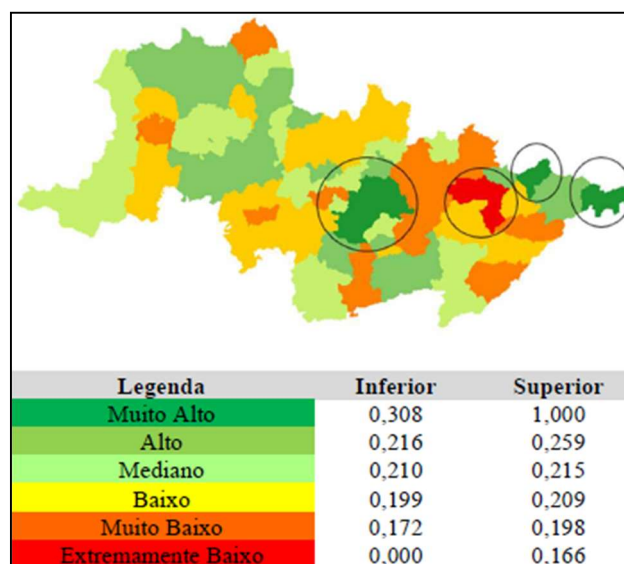 Legenda Inferior Superior
Muito Alto 0,308 1,000
Alto 0,216 0,259
Mediano 0,210 0,215
Baixo 0,199 0,209
Muito Baixo 0,172 0,198
Extremamente Baixo 0,000 0,166